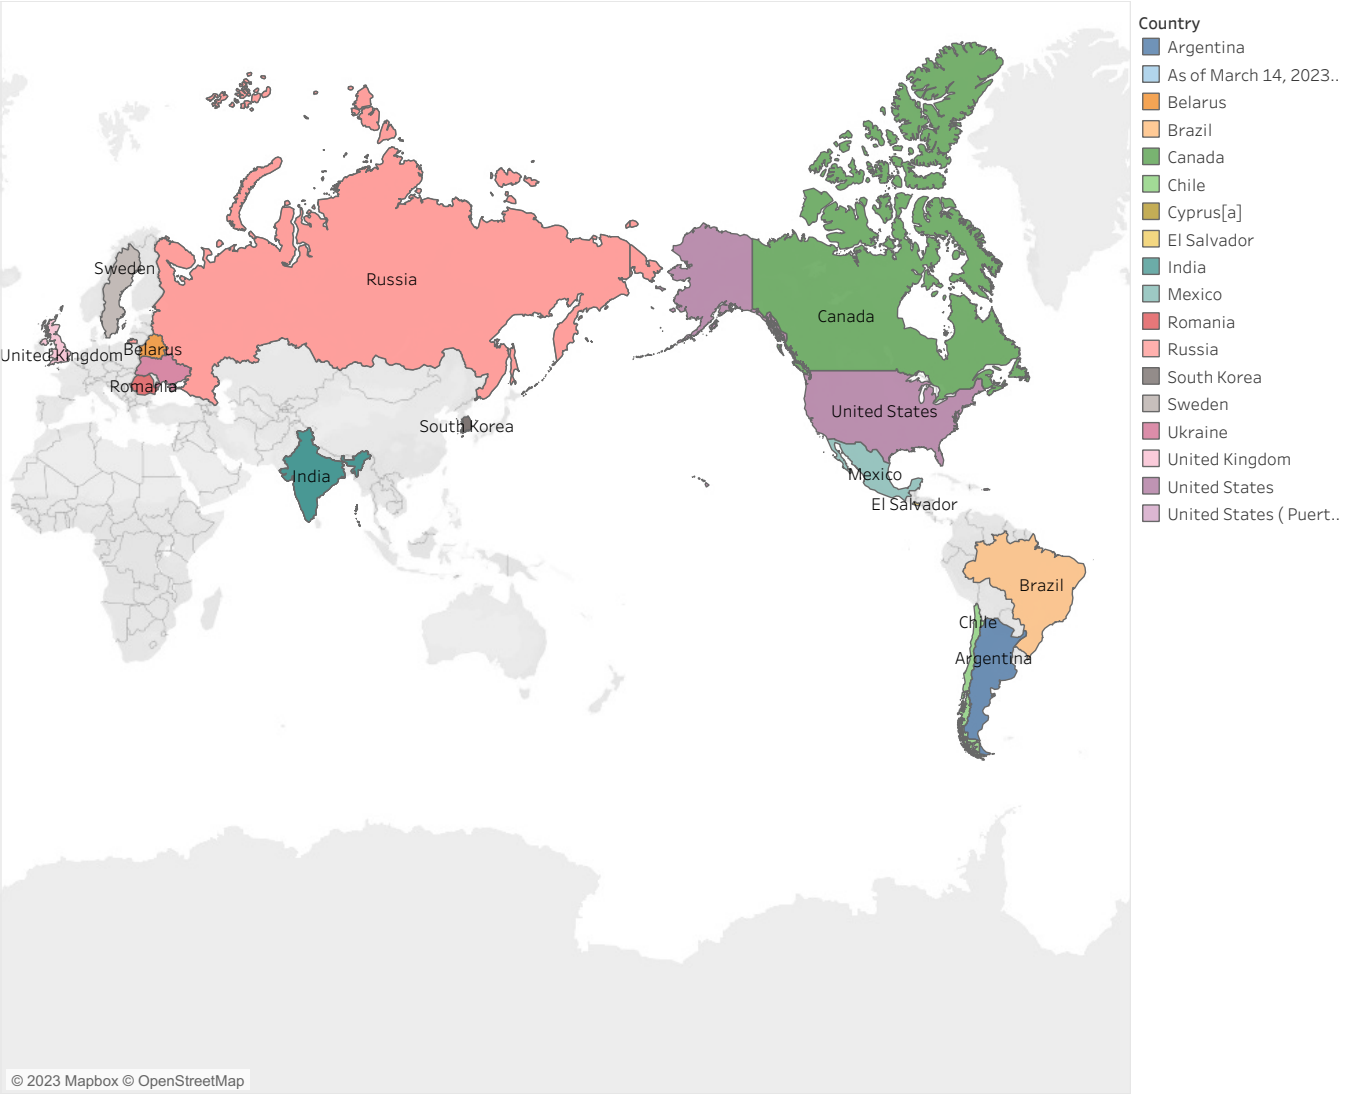 Country
Argentina
As of March 14, 2023..
Belarus
Brazil
Canada
Chile
Cyprus[a]
El Salvador
India
Mexico
Romania
Russia
South Korea
Sweden
Ukraine
United Kingdom
United States
United States ( Puert..
Sweden
Russia
Canada
United Kingdom
Belarus
Romania
United States
South Korea
India
Mexico
El Salvador
Brazil
Chile
Argentina
© 2023 Mapbox © OpenStreetMap